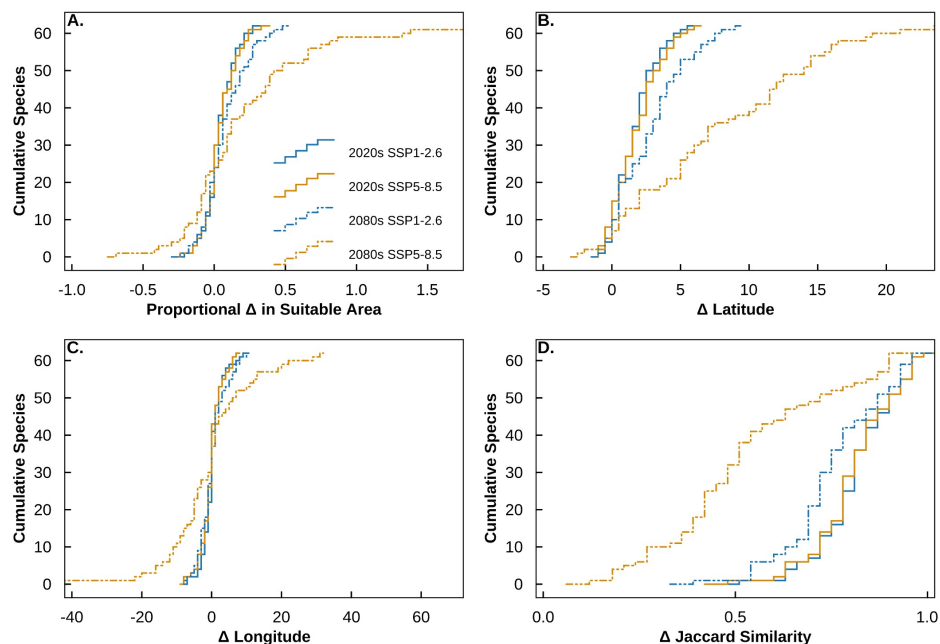 A.
60
50
40
30
20
10
0
Cumulative Species
2020s SSP1-2.6
2020s SSP5-8.5
2080s SSP1-2.6
2080s SSP5-8.5
-1.0 -0.5 0.0 0.5 1.0 1.5
Proportional Δ in Suitable Area
B.
60
50
40
30
20
10
0
Cumulative Species
-5 0 5 10 15 20
Δ Latitude
C.
60
50
40
30
20
10
0
Cumulative Species
-40 -20 0 20 40 60
Δ Longitude
D.
60
50
40
30
20
10
0
Cumulative Species
0.0 0.5 1.0
Δ Jaccard Similarity